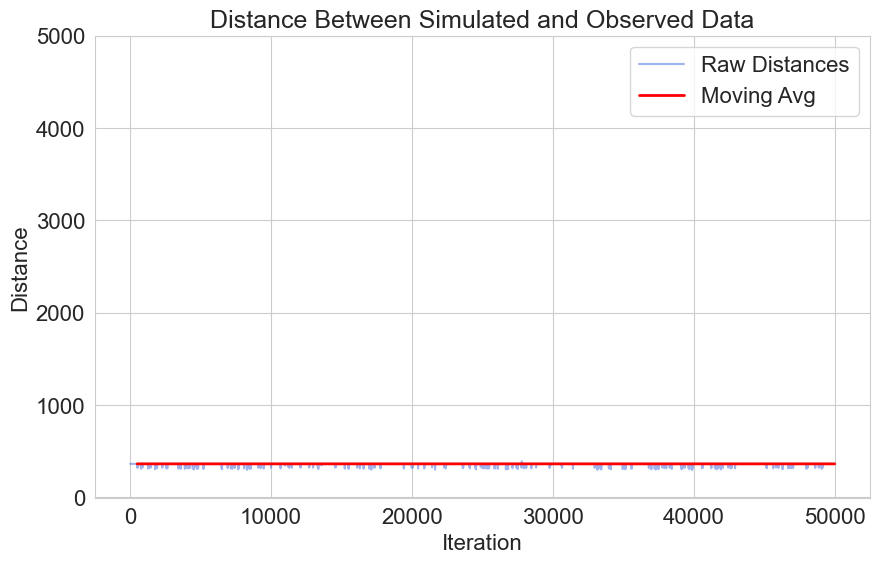 Distance Between Simulated and Observed Data
5000
4000
3000
2000
1000
0
Distance
Raw Distances
Moving Avg
0 10000 20000 30000 40000 50000
Iteration